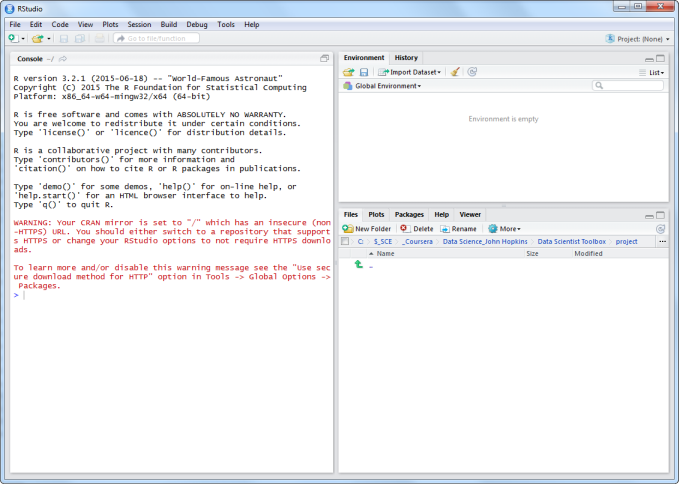 RStudio
File Edit Code View Plots Session Build Debug Tools Help
Go to file/function
Project: (None)
Console ~/
R version 3.2.1 (2015-06-18) -- "World-Famous Astronaut"
Copyright (C) 2015 The R Foundation for Statistical Computing
Platform: x86_64-w64-mingw32/x64 (64-bit)
R is free software and comes with ABSOLUTELY NO WARRANTY.
You are welcome to redistribute it under certain conditions.
Type 'license()' or 'licence()' for distribution details.
R is a collaborative project with many contributors.
Type 'contributors()' for more information and
'citation()' on how to cite R or R packages in publications.
Type 'demo()' for some demos, 'help()' for on-line help, or
'help.start()' for an HTML browser interface to help.
Type 'q()' to quit R.
WARNING: Your CRAN mirror is set to "/" which has an insecure (non
-HTTPS) URL. You should either switch to a repository that support
s HTTPS or change your RStudio options to not require HTTPS downlo
ads.
To learn more and/or disable this warning message see the "Use sec
ure download method for HTTP" option in Tools -> Global Options ->
Packages.
>
Environment History
Import Dataset
List
Global Environment
Environment is empty
Files Plots Packages Help Viewer
New Folder Delete Rename More
C: $_SCE _Coursera Data Science_John Hopkins Data Scientist Toolbox project ...
Name Size Modified
..